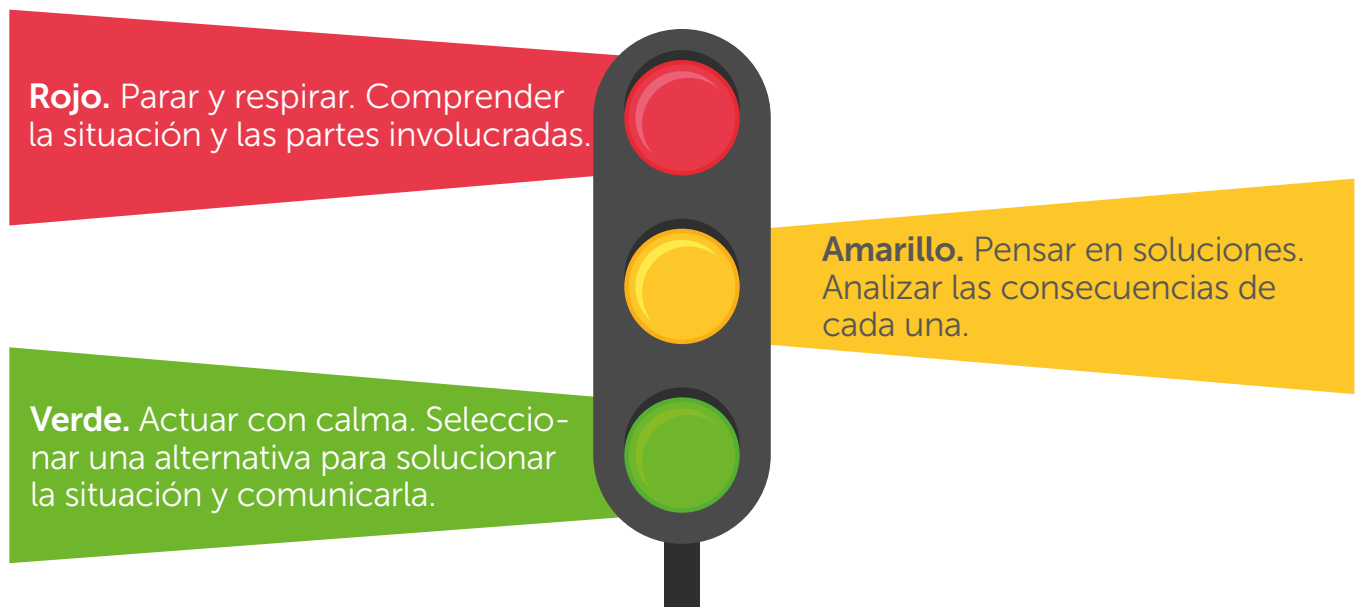 Rojo. Parar y respirar. Comprender
la situación y las partes involucradas.
Amarillo. Pensar en soluciones.
Analizar las consecuencias de
cada una.
Verde. Actuar con calma. Seleccio-
nar una alternativa para solucionar
la situación y comunicarla.